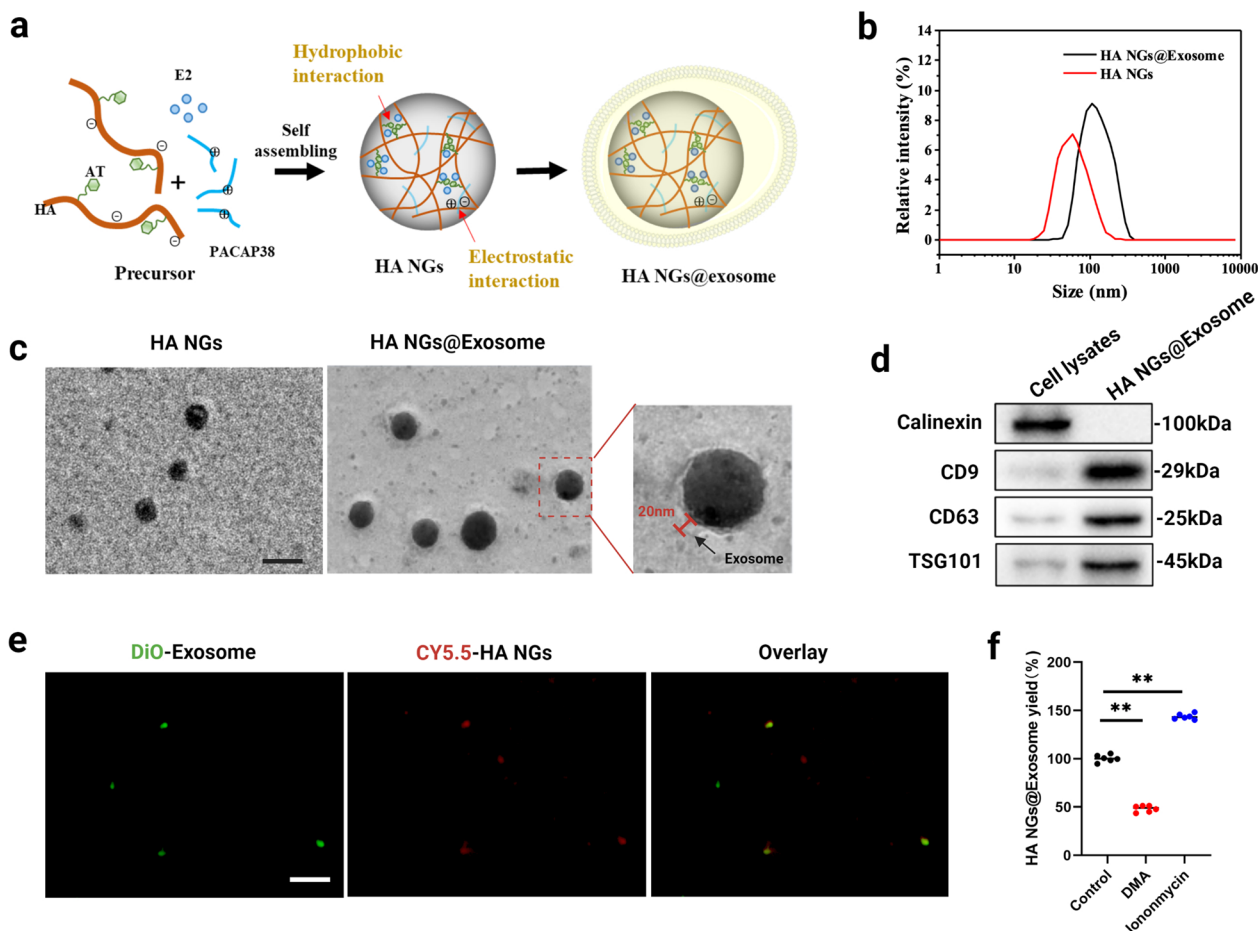 a
Hydrophobic
interaction
E2
Self
assembling
AT
HA
PACAP38
Precursor
HA NGs
Electrostatic
interaction
HA NGs@exosome
b
Relative intensity (%)
14
12
10
8
6
4
2
0
HA NGs@Exosome
HA NGs
1
10
100
1000
10000
Size (nm)
c
HA NGs
HA NGs@Exosome
20nm
Exosome
d
Cell lysates
HA NGs@Exosome
Calinexin
-100kDa
CD9
-29kDa
CD63
-25kDa
TSG101
-45kDa
e
DiO-Exosome
CY5.5-HA NGs
Overlay
f
HA NGs@Exosome yield(%)
200
150
100
50
0
**
**
Control
DMA
Iononmycin